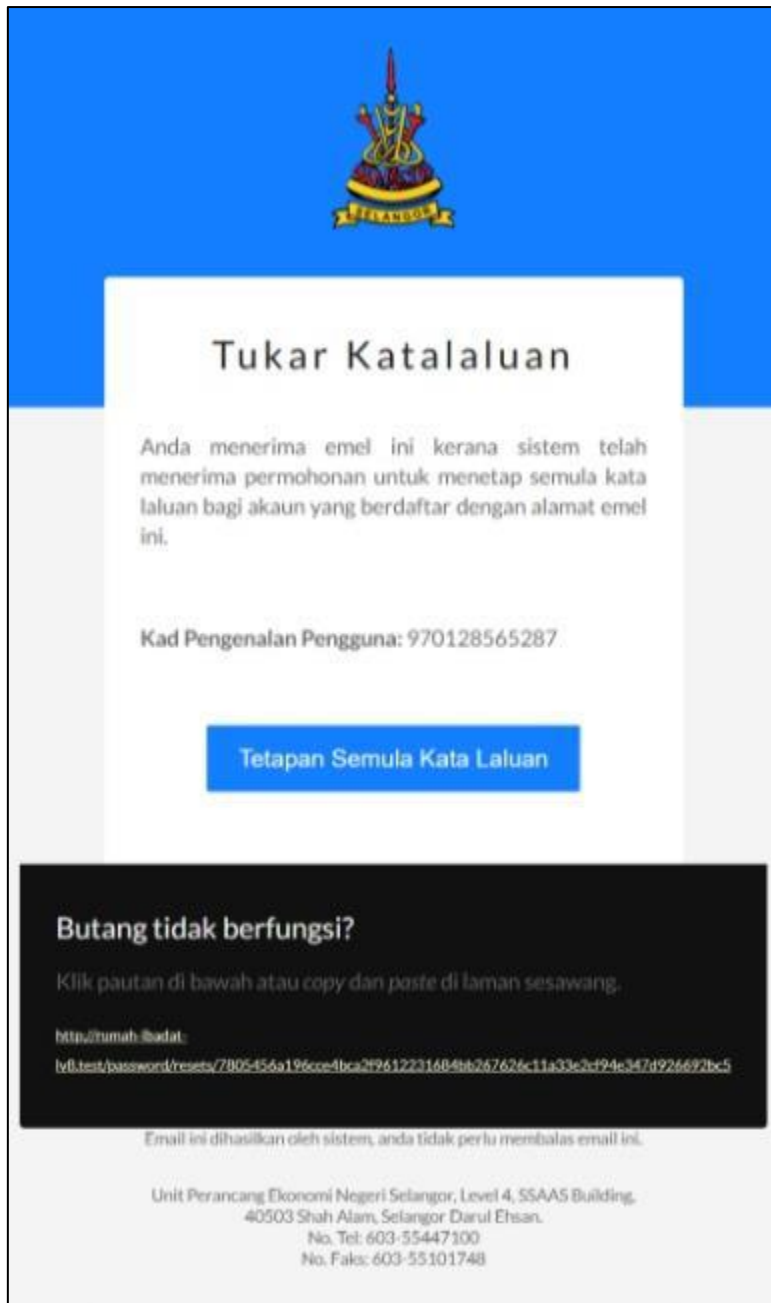 SELANGOR
Tukar Katalaluan
Anda menerima emel ini kerana sistem telah
menerima permohonan untuk menetap semula kata
laluan bagi akaun yang berdaftar dengan alamat emel
ini.
Kad Pengenalan Pengguna: 970128565287
Tetapan Semula Kata Laluan
Butang tidak berfungsi?
Klik pautan di bawah atau copy dan paste di laman sesawang.
http://rumah-ibadat-
lv8.test/password/resets/7805456a196cce4bca2f9612231684bb267626c11a33e2cf94e347d926692bc5
Email ini dihasilkan oleh sistem, anda tidak perlu membalas email ini.
Unit Perancang Ekonomi Negeri Selangor, Level 4, SSAAS Building,
40503 Shah Alam, Selangor Darul Ehsan.
No. Tel: 603-55447100
No. Faks: 603-55101748